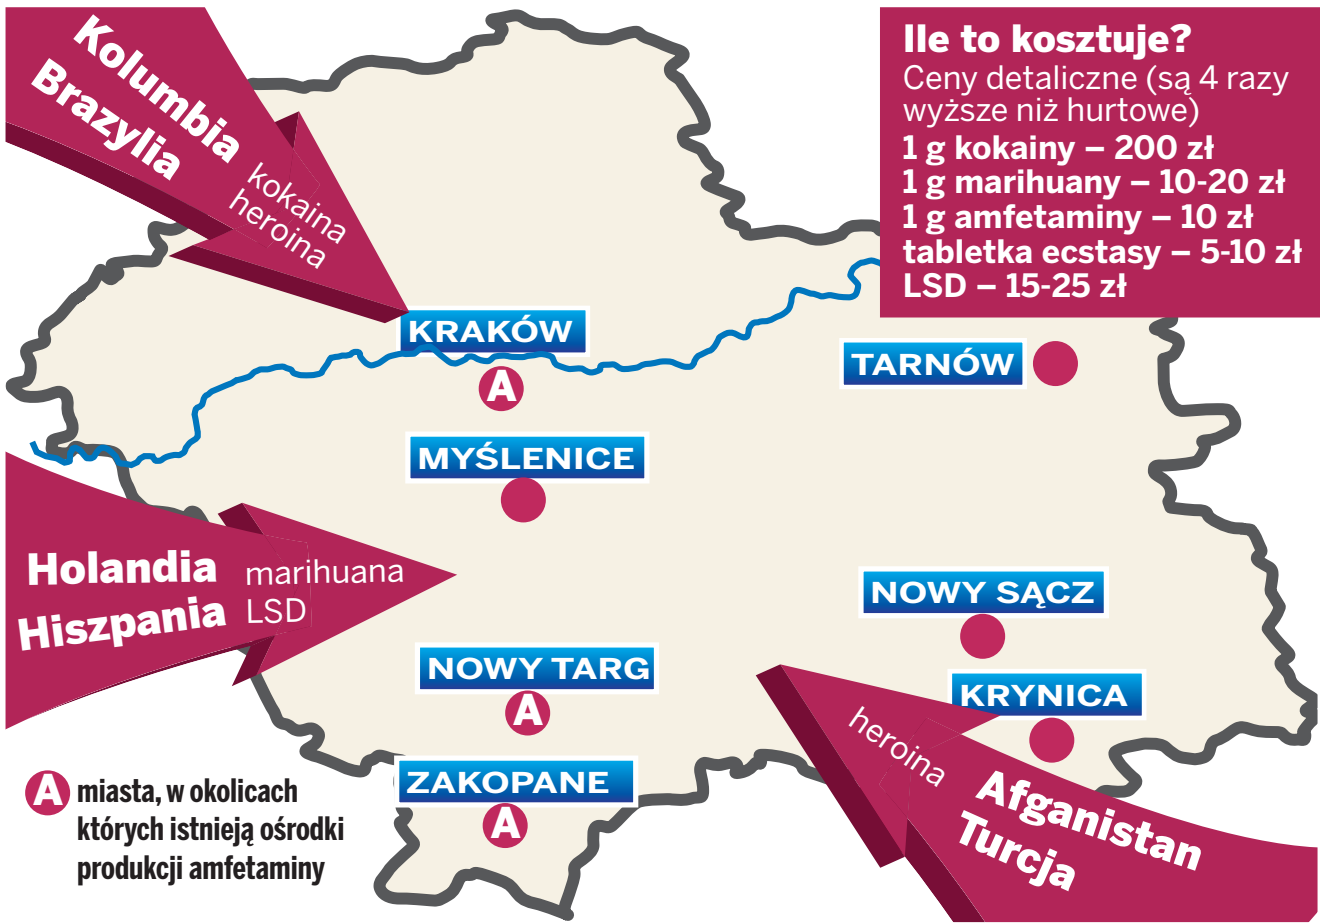 Kolumbia
Brazylia
kokaina
heroina
Ile to kosztuje?
Ceny detaliczne (są 4 razy
wyższe niż hurtowe)
1 g kokainy – 200 zł
1 g marihuany – 10-20 zł
1 g amfetaminy – 10 zł
tabletka ecstasy – 5-10 zł
LSD – 15-25 zł
KRAKÓW
A
TARNÓW
MYŚLENICE
Holandia
Hiszpania
marihuana
LSD
NOWY SĄCZ
NOWY TARG
A
KRYNICA
heroina
Afganistan
Turcja
ZAKOPANE
A
A miasta, w okolicach
których istnieją ośrodki
produkcji amfetaminy